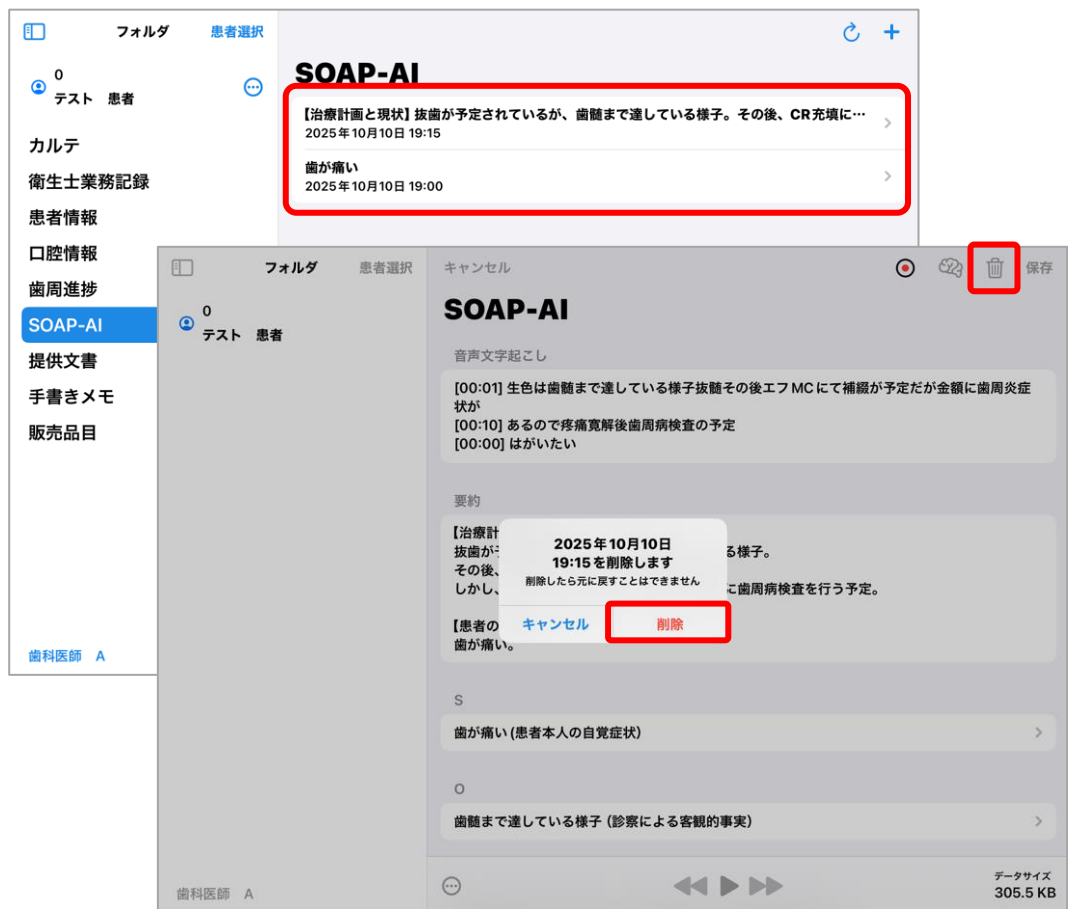 フォルダ 患者選択
0
テスト 患者
カルテ
衛生士業務記録
患者情報
口腔情報
歯周進捗
SOAP-AI
提供文書
手書きメモ
販売品目
歯科医師 A
SOAP-AI
【治療計画と現状】抜歯が予定されているが、歯髄まで達している様子。その後、CR充填に…
2025年10月10日 19:15
歯が痛い
2025年10月10日 19:00
フォルダ 患者選択
0
テスト 患者
歯科医師 A
キャンセル 保存
SOAP-AI
音声文字起こし
[00:01] 生色は歯髄まで達している様子抜髄その後エフMCにて補綴が予定だが金額に歯周炎症
状が
[00:10] あるので疼痛寛解後歯周病検査の予定
[00:00] はがいたい
要約
【治療計
抜歯が予 る様子。
その後、
しかし、 に歯周病検査を行う予定。
【患者の
歯が痛い。
2025年10月10日
19:15を削除します
削除したら元に戻すことはできません
キャンセル 削除
S
歯が痛い(患者本人の自覚症状)
O
歯髄まで達している様子(診察による客観的事実)
データサイズ
305.5 KB